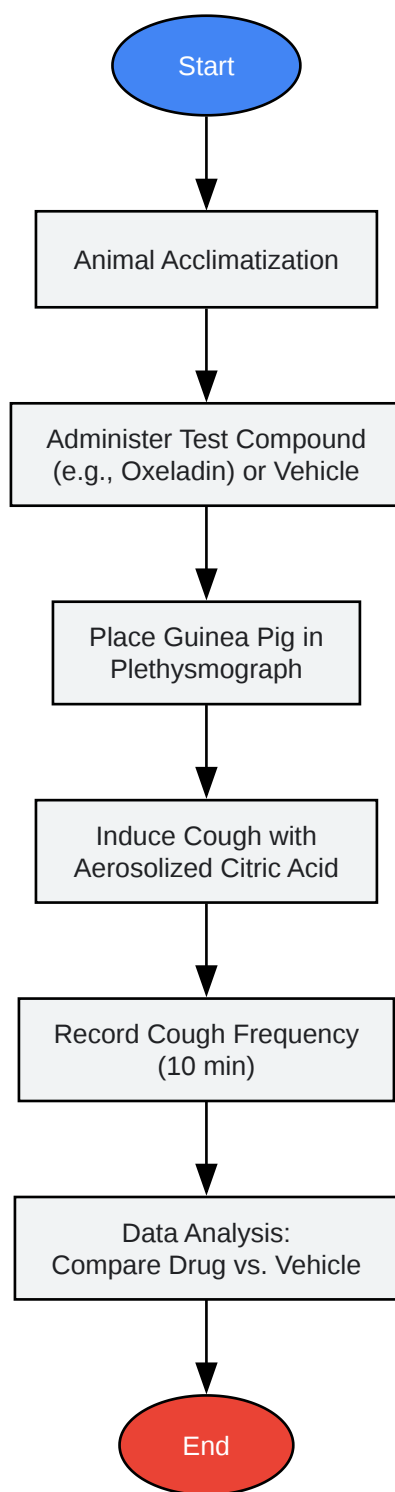 Start
Animal Acclimatization
Administer Test Compound
(e.g., Oxeladin) or Vehicle
Place Guinea Pig in
Plethysmograph
Induce Cough with
Aerosolized Citric Acid
Record Cough Frequency
(10 min)
Data Analysis:
Compare Drug vs. Vehicle
End